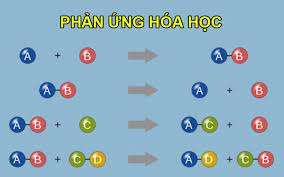 PHẢN ỨNG HÓA HỌC
A + B A B
A B A + B
A B + C A C + B
A B + C D A D + C B